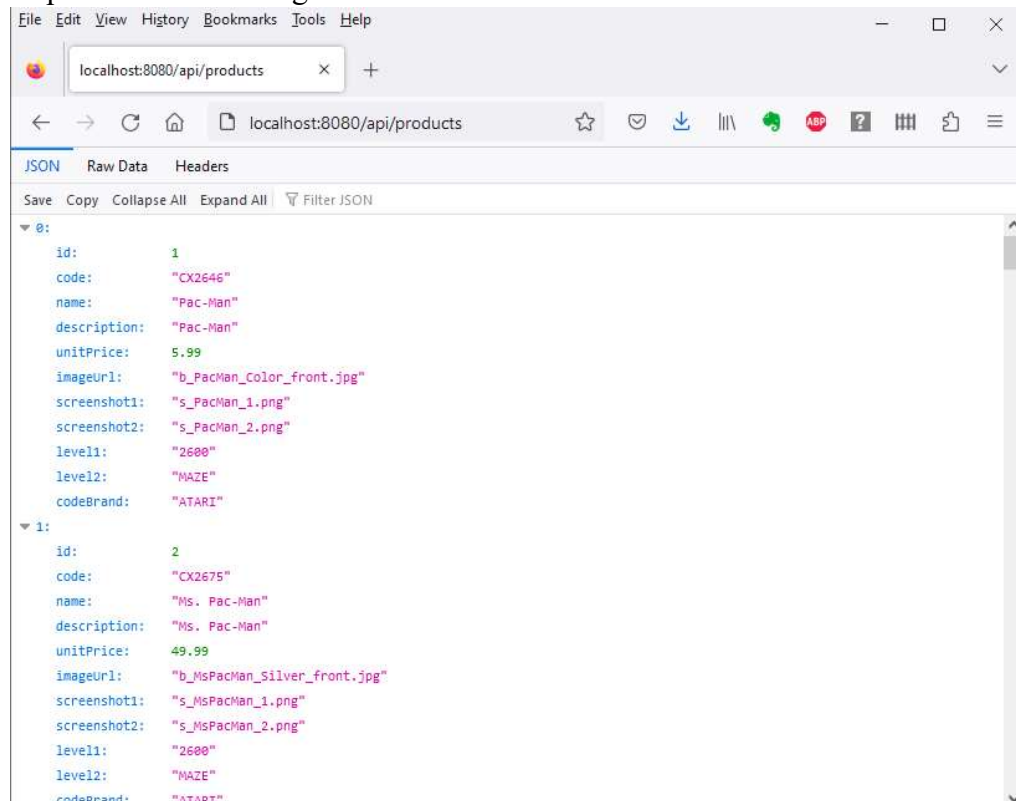 File Edit View History Bookmarks Tools Help
localhost:8080/api/products
localhost:8080/api/products
ABP
?
JSON Raw Data Headers
Save Copy Collapse All Expand All Filter JSON
0:
id: 1
code: "CX2646"
name: "Pac-Man"
description: "Pac-Man"
unitPrice: 5.99
imageUrl: "b_PacMan_Color_front.jpg"
screenshot1: "s_PacMan_1.png"
screenshot2: "s_PacMan_2.png"
level1: "2600"
level2: "MAZE"
codeBrand: "ATARI"
1:
id: 2
code: "CX2675"
name: "Ms. Pac-Man"
description: "Ms. Pac-Man"
unitPrice: 49.99
imageUrl: "b_MsPacMan_Silver_front.jpg"
screenshot1: "s_MsPacMan_1.png"
screenshot2: "s_MsPacMan_2.png"
level1: "2600"
level2: "MAZE"
codeBrand: "ATARI"